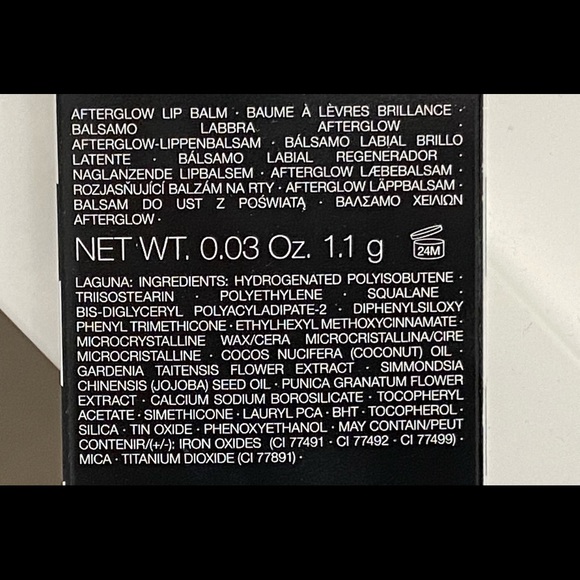 AFTERGLOW LIP BALM · BAUME À LÈVRES BRILLANCE ·
BALSAMO LABBRA AFTERGLOW ·
AFTERGLOW-LIPPENBALSAM · BÁLSAMO LABIAL BRILLO
LATENTE · BÁLSAMO LABIAL REGENERADOR ·
NAGLANZENDE LIPBALSEM · AFTERGLOW LÆBEBALSAM ·
ROZJASŇUJÍCÍ BALZÁM NA RTY · AFTERGLOW LÄPPBALSAM ·
BALSAM DO UST Z POŚWIATĄ · ΒΑΛΣΑΜΟ ΧΕΙΛΙΩΝ
AFTERGLOW ·
NET WT. 0.03 Oz. 1.1 g 24M
LAGUNA: INGREDIENTS: HYDROGENATED POLYISOBUTENE ·
TRIISOSTEARIN · POLYETHYLENE · SQUALANE ·
BIS-DIGLYCERYL POLYACYLADIPATE-2 · DIPHENYLSILOXY
PHENYL TRIMETHICONE · ETHYLHEXYL METHOXYCINNAMATE ·
MICROCRYSTALLINE WAX/CERA MICROCRISTALLINA/CIRE
MICROCRISTALLINE · COCOS NUCIFERA (COCONUT) OIL ·
GARDENIA TAITENSIS FLOWER EXTRACT · SIMMONDSIA
CHINENSIS (JOJOBA) SEED OIL · PUNICA GRANATUM FLOWER
EXTRACT · CALCIUM SODIUM BOROSILICATE · TOCOPHERYL
ACETATE · SIMETHICONE · LAURYL PCA · BHT · TOCOPHEROL ·
SILICA · TIN OXIDE · PHENOXYETHANOL · MAY CONTAIN/PEUT
CONTENIR/(+/-): IRON OXIDES (CI 77491 · CI 77492 · CI 77499) ·
MICA · TITANIUM DIOXIDE (CI 77891) ·